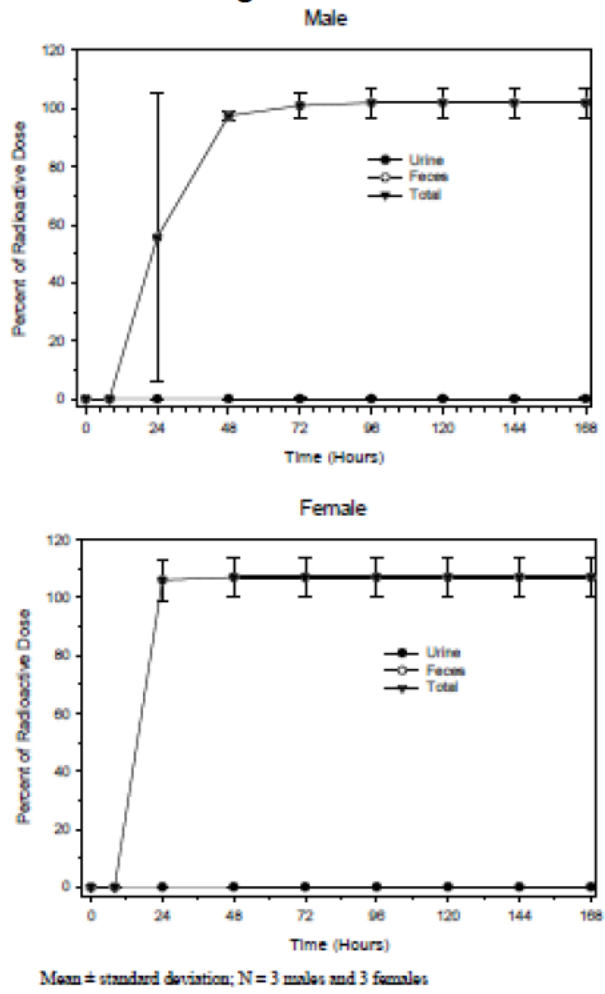 Male
120
100
80
60
40
20
0
Percent of Radioactive Dose
Urine
Feces
Total
0 24 48 72 96 120 144 168
Time (Hours)
Female
120
100
80
60
40
20
0
Percent of Radioactive Dose
Urine
Feces
Total
0 24 48 72 96 120 144 168
Time (Hours)
Mean ± standard deviation; N = 3 males and 3 females